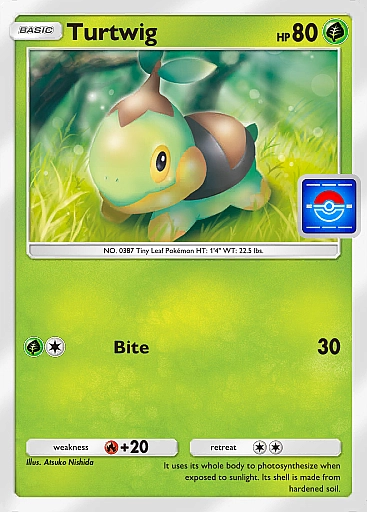 BASIC Turtwig HP 80
NO. 0387 Tiny Leaf Pokémon HT: 1'4" WT: 22.5 lbs.
Bite 30
weakness +20 retreat
Illus. Atsuko Nishida
It uses its whole body to photosynthesize when
exposed to sunlight. Its shell is made from
hardened soil.